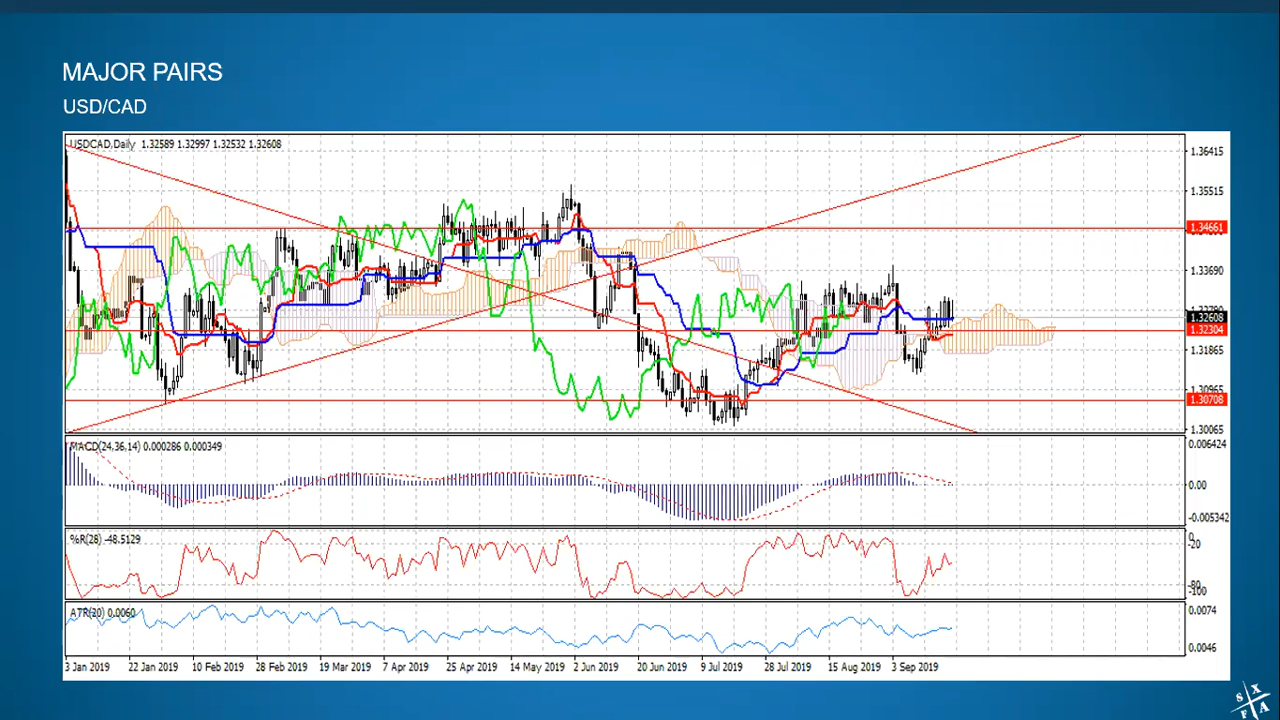 MAJOR PAIRS
USD/CAD
USDCAD,Daily 1.32589 1.32997 1.32532 1.32608
1.36415
1.35515
1.34661
1.33690
1.32608
1.32304
1.31865
1.30965
1.30708
1.30065
MACD(24,36,14) 0.000286 0.000349
0.006424
0.00
-0.005342
%R(28) -48.5129
0
-20
-80
-100
ATR(20) 0.0060
0.0074
0.0046
3 Jan 2019 22 Jan 2019 10 Feb 2019 28 Feb 2019 19 Mar 2019 7 Apr 2019 25 Apr 2019 14 May 2019 2 Jun 2019 20 Jun 2019 9 Jul 2019 28 Jul 2019 15 Aug 2019 3 Sep 2019
S X
F A